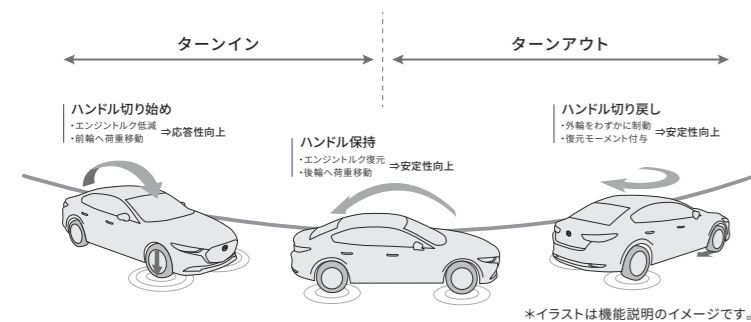 ターンイン
ターンアウト
ハンドル切り始め
・エンジントルク低減
・前輪へ荷重移動
⇒応答性向上
ハンドル保持
・エンジントルク復元
・後輪へ荷重移動
⇒安定性向上
ハンドル切り戻し
・外輪をわずかに制動
・復元モーメント付与
⇒安定性向上
＊イラストは機能説明のイメージです。